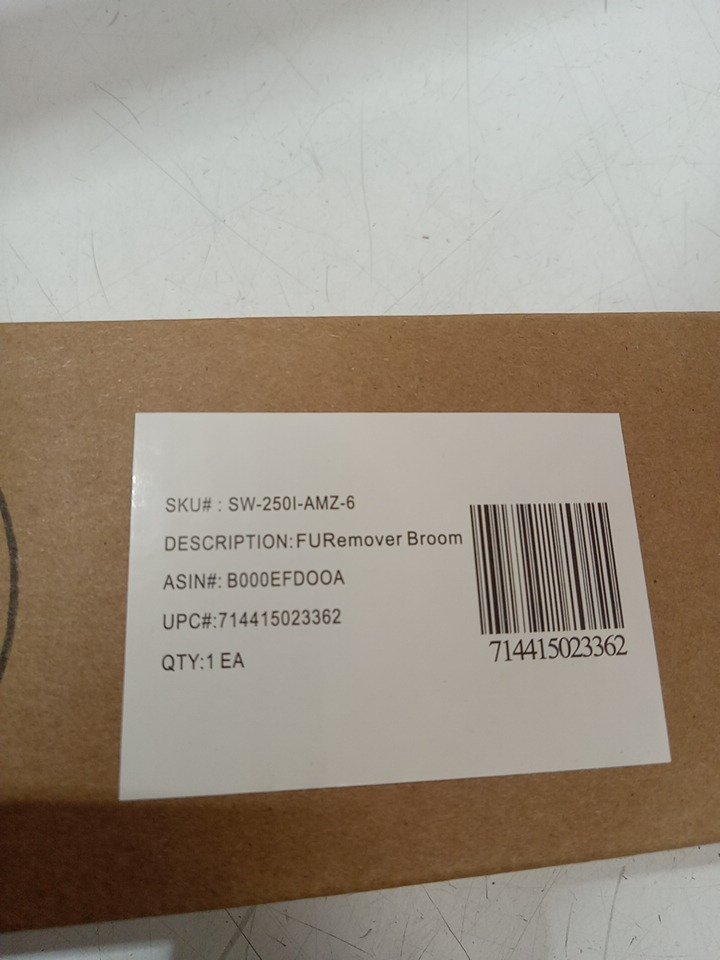 SKU# : SW-250I-AMZ-6
DESCRIPTION:FURemover Broom
ASIN#: B000EFDOOA
UPC#:714415023362
QTY:1 EA
714415023362